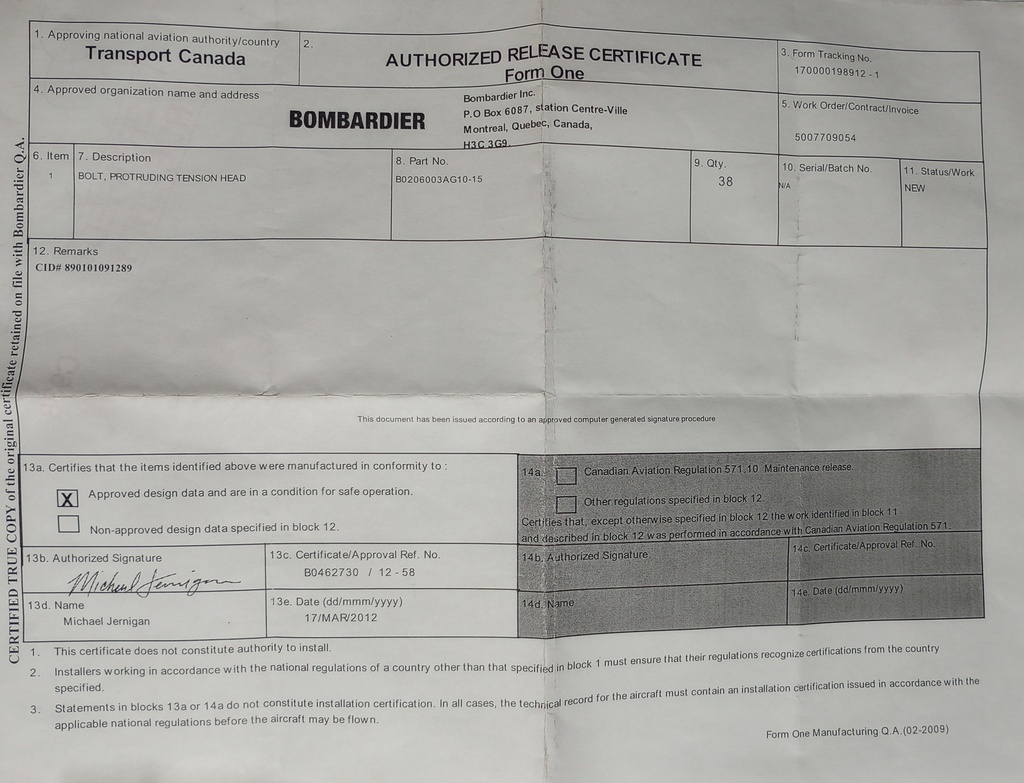 1. Approving national aviation authority/country
Transport Canada
2.
AUTHORIZED RELEASE CERTIFICATE
Form One
3. Form Tracking No.
170000198912 - 1
4. Approved organization name and address
BOMBARDIER
Bombardier Inc.
P.O Box 6087, station Centre-Ville
Montreal, Quebec, Canada,
H3C 3G9.
5. Work Order/Contract/Invoice
5007709054
6. Item
1
7. Description
BOLT, PROTRUDING TENSION HEAD
8. Part No.
B0206003AG10-15
9. Qty.
38
10. Serial/Batch No.
N/A
11. Status/Work
NEW
12. Remarks
CID# 890101091289
This document has been issued according to an approved computer generated signature procedure
13a. Certifies that the items identified above were manufactured in conformity to :
X Approved design data and are in a condition for safe operation.
Non-approved design data specified in block 12.
14a. Canadian Aviation Regulation 571.10 Maintenance release.
Other regulations specified in block 12.
Certifies that, except otherwise specified in block 12 the work identified in block 11
and described in block 12 was performed in accordance with Canadian Aviation Regulation 571.
13b. Authorized Signature
Michael Jernigan
13c. Certificate/Approval Ref. No.
B0462730 / 12 - 58
14b. Authorized Signature
14c. Certificate/Approval Ref. No.
13d. Name
Michael Jernigan
13e. Date (dd/mmm/yyyy)
17/MAR/2012
14d. Name
14e. Date (dd/mmm/yyyy)
1. This certificate does not constitute authority to install.
2. Installers working in accordance with the national regulations of a country other than that specified in block 1 must ensure that their regulations recognize certifications from the country
specified.
3. Statements in blocks 13a or 14a do not constitute installation certification. In all cases, the technical record for the aircraft must contain an installation certification issued in accordance with the
applicable national regulations before the aircraft may be flown.
Form One Manufacturing Q.A.(02-2009)
CERTIFIED TRUE COPY of the original certificate retained on file with Bombardier Q.A.